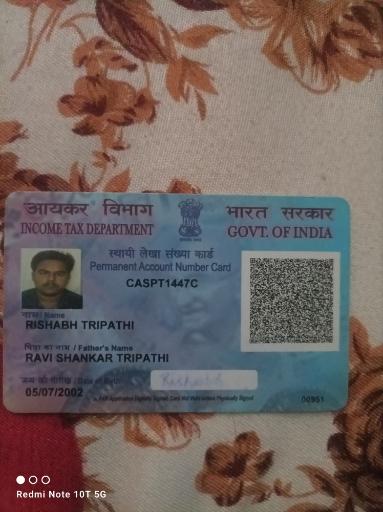 आयकर विभाग
INCOME TAX DEPARTMENT
भारत सरकार
GOVT. OF INDIA
स्थायी लेखा संख्या कार्ड
Permanent Account Number Card
CASPT1447C
नाम / Name
RISHABH TRIPATHI
पिता का नाम / Father's Name
RAVI SHANKAR TRIPATHI
जन्म की तारीख / Date of Birth
05/07/2002
Rishabh
00951
Redmi Note 10T 5G